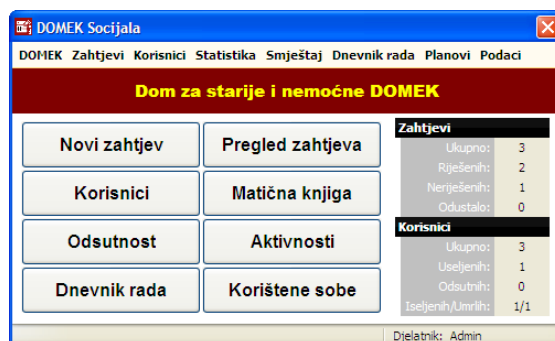 DOMEK Socijala
DOMEK Zahtjevi Korisnici Statistika Smještaj Dnevnik rada Planovi Podaci
Dom za starije i nemoćne DOMEK
Novi zahtjev Pregled zahtjeva
Korisnici Matična knjiga
Odsutnost Aktivnosti
Dnevnik rada Korištene sobe
Zahtjevi
Ukupno: 3
Riješenih: 2
Neriješenih: 1
Odustalo: 0
Korisnici
Ukupno: 3
Useljenih: 1
Odsutnih: 0
Iseljenih/Umrlih: 1/1
Djelatnik: Admin